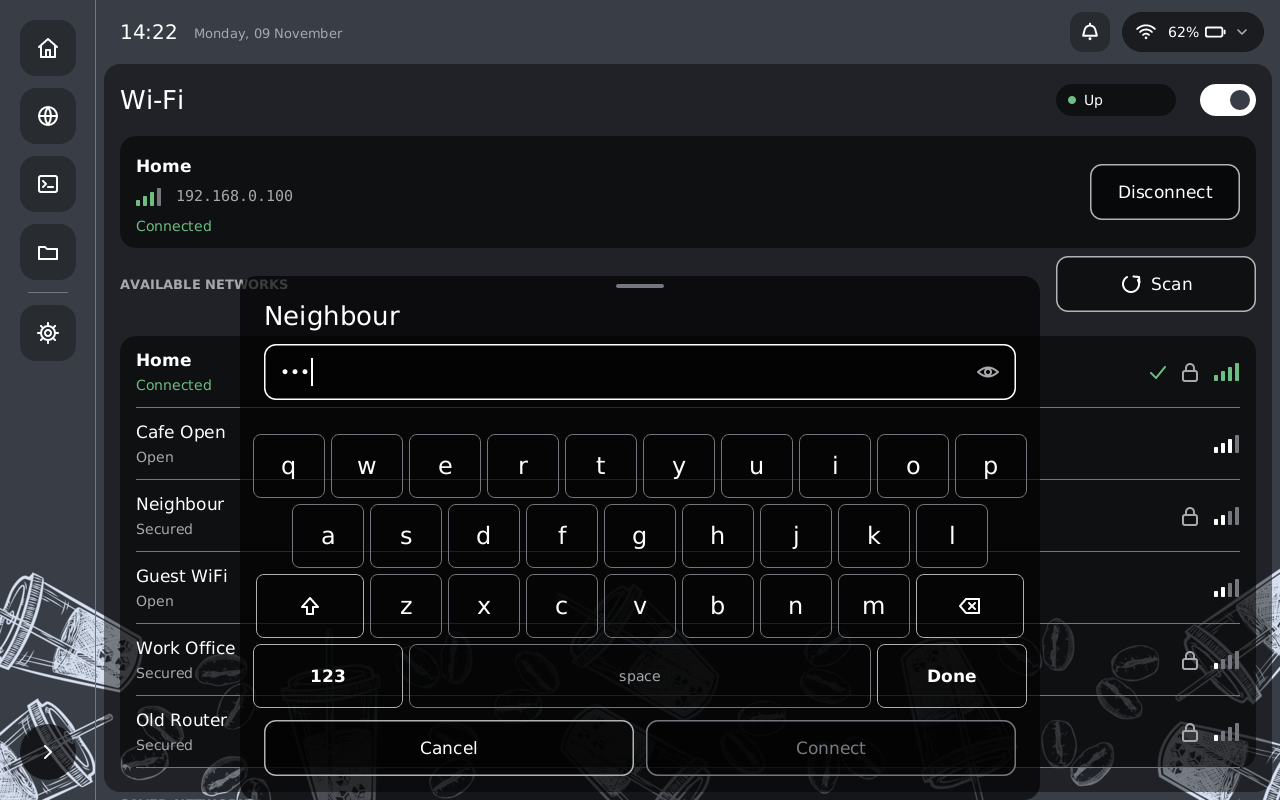 14:22 Monday, 09 November
62%
Wi-Fi
Up
Home
192.168.0.100
Connected
Disconnect
AVAILABLE NETWORKS
Scan
Neighbour
•••
Home
Connected
Cafe Open
Open
Neighbour
Secured
Guest WiFi
Open
Work Office
Secured
Old Router
Secured
q w e r t y u i o p
a s d f g h j k l
z x c v b n m
123 space Done
Cancel Connect